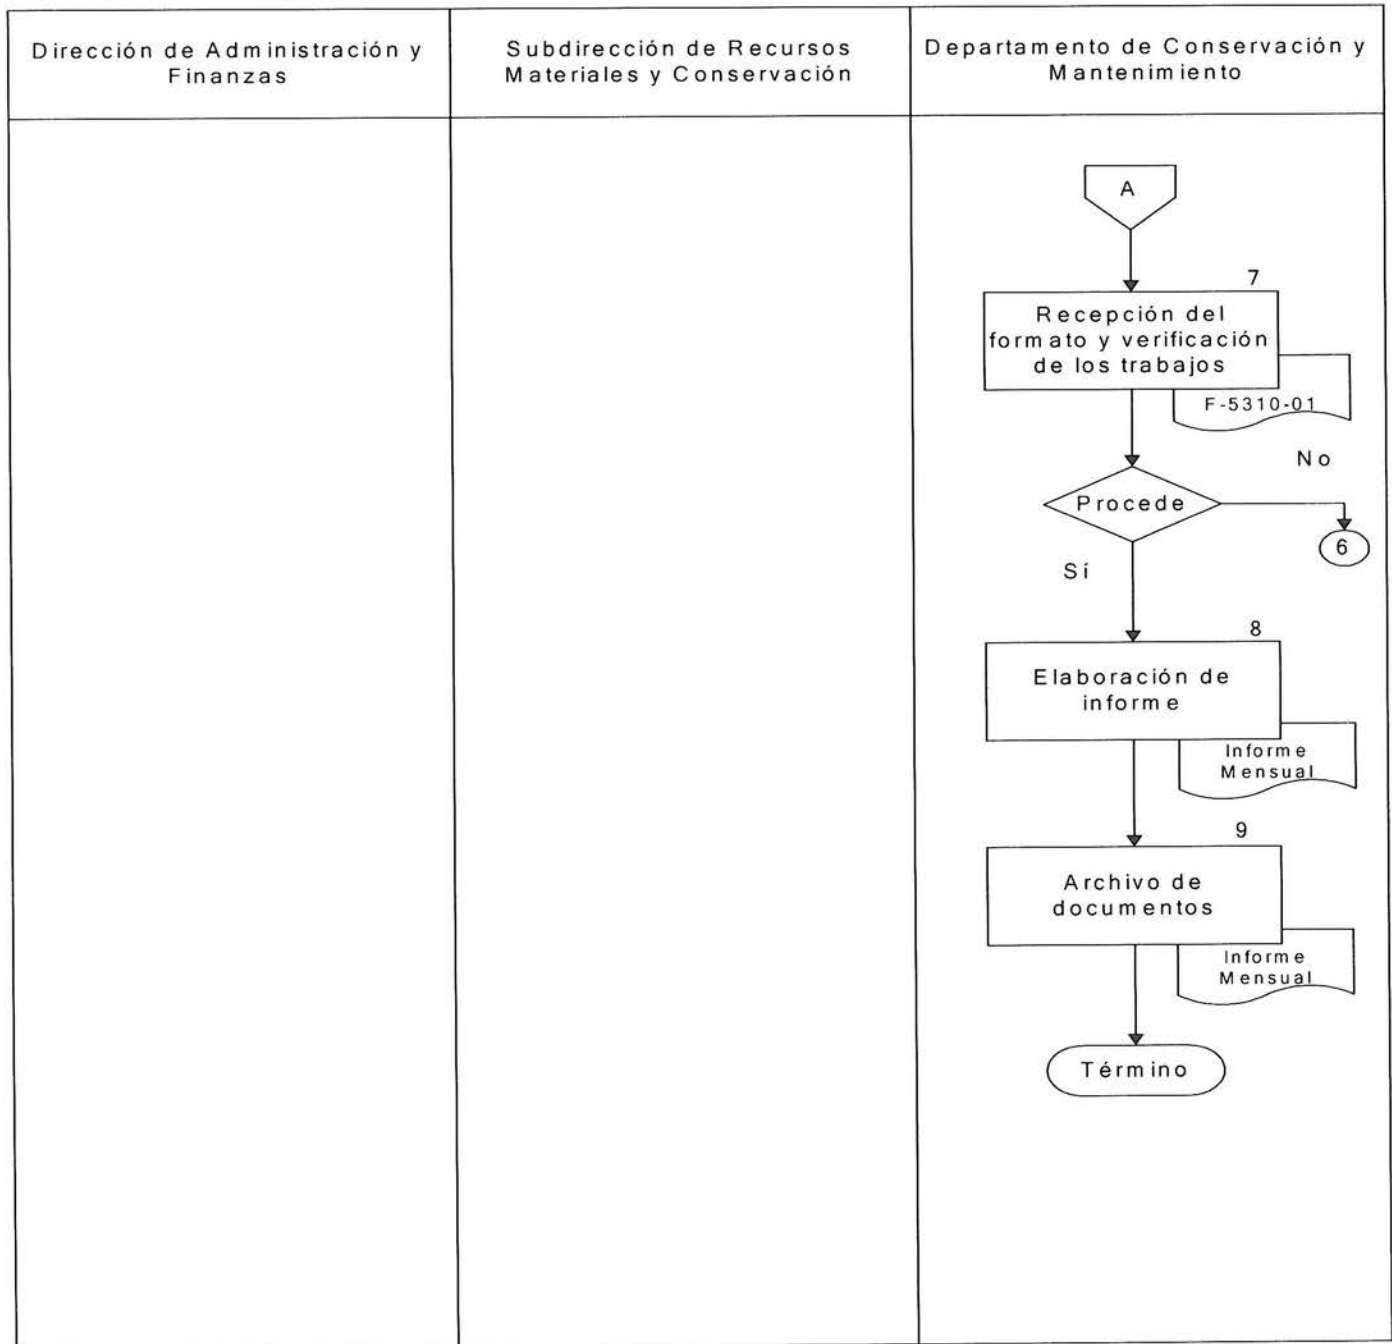 Dirección de Administración y
Finanzas
Subdirección de Recursos
Materiales y Conservación
Departamento de Conservación y
Mantenimiento
A
7
Recepción del
formato y verificación
de los trabajos
F-5310-01
No
Procede
6
Sí
8
Elaboración de
informe
Informe
Mensual
9
Archivo de
documentos
Informe
Mensual
Término